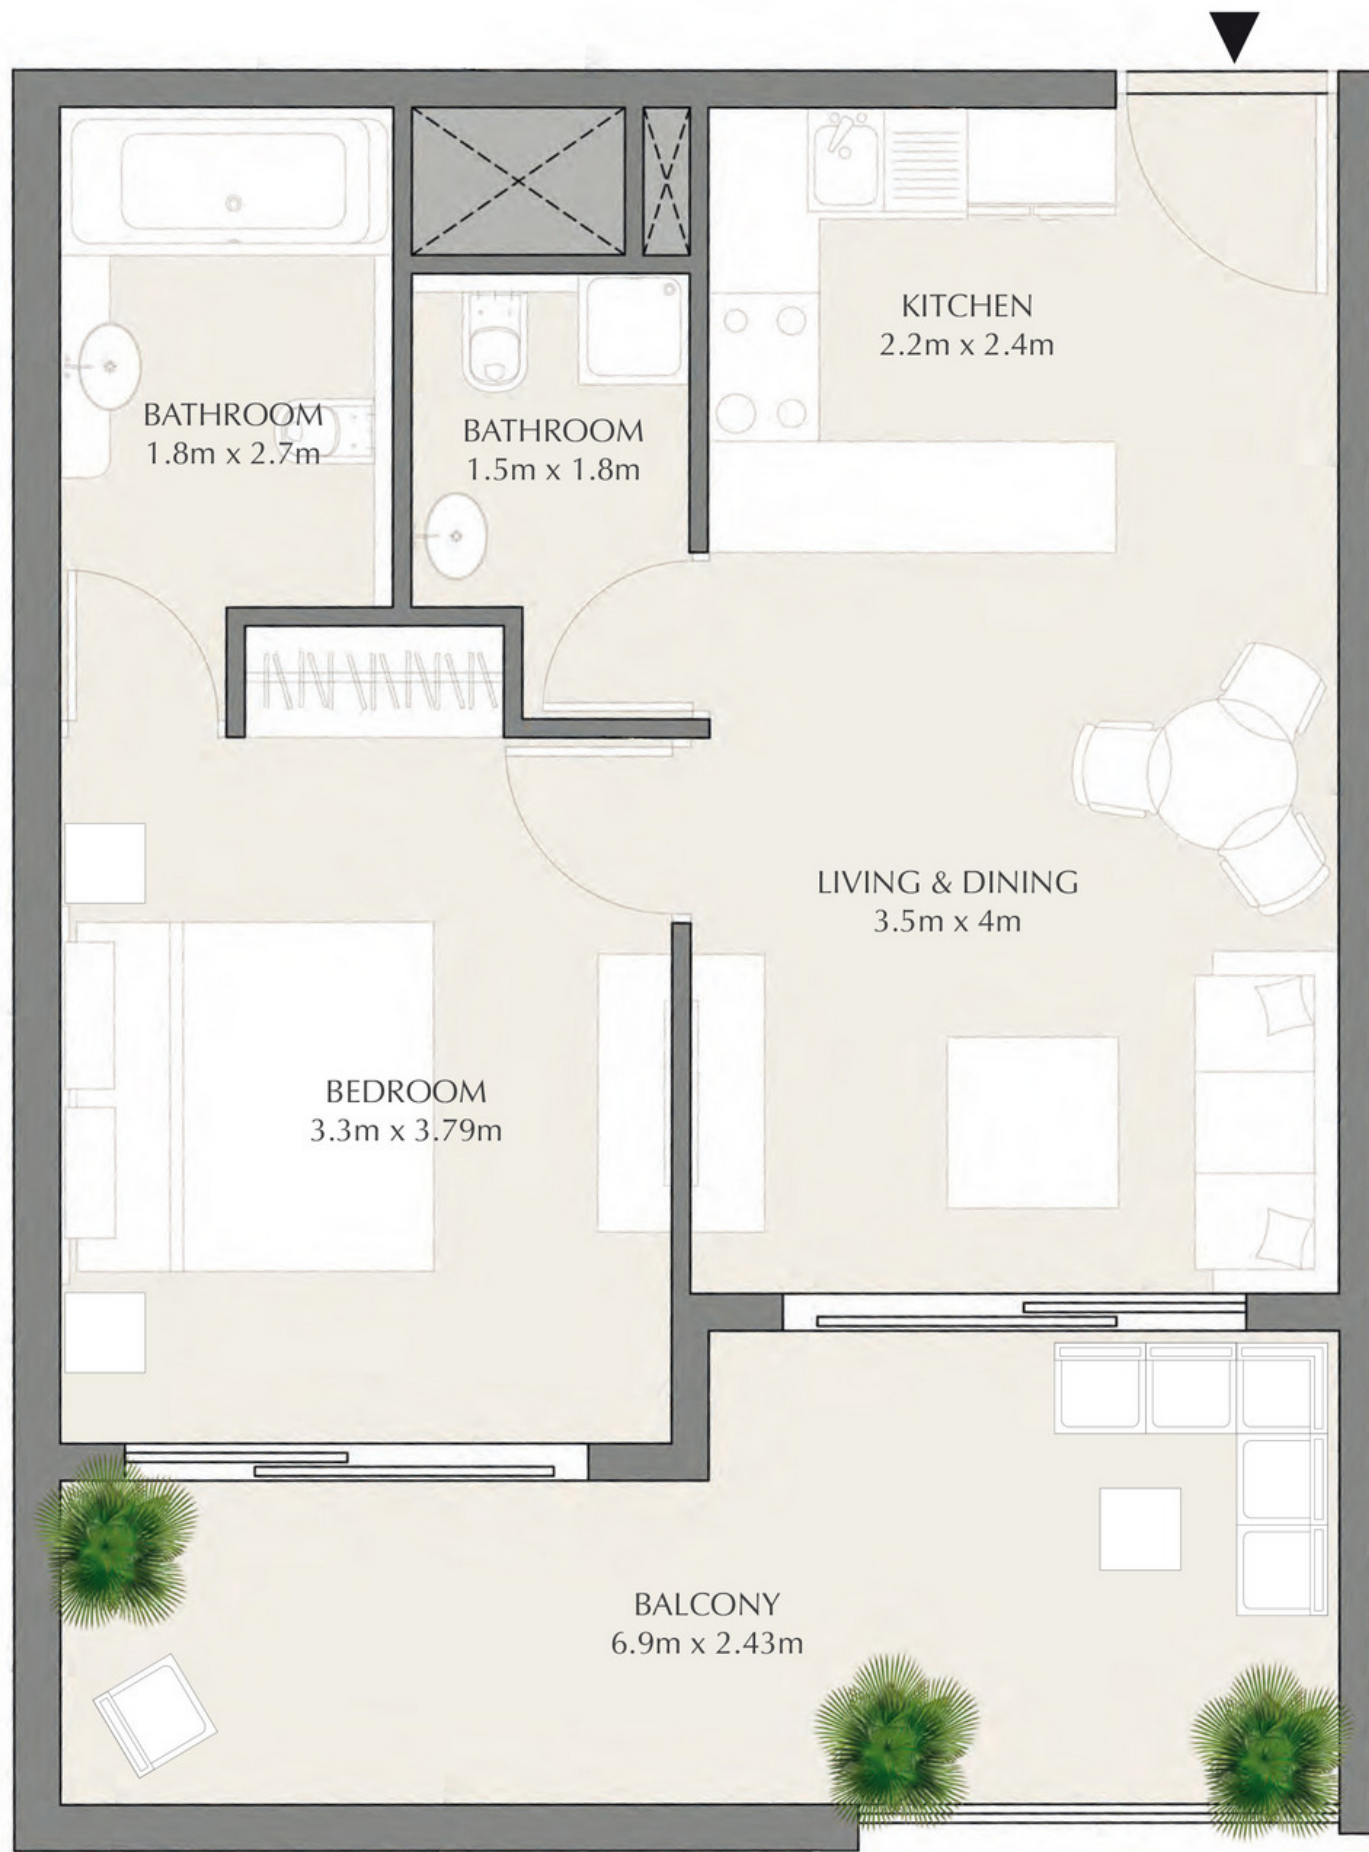 KITCHEN
2.2m x 2.4m
BATHROOM
1.8m x 2.7m
BATHROOM
1.5m x 1.8m
LIVING & DINING
3.5m x 4m
BEDROOM
3.3m x 3.79m
BALCONY
6.9m x 2.43m